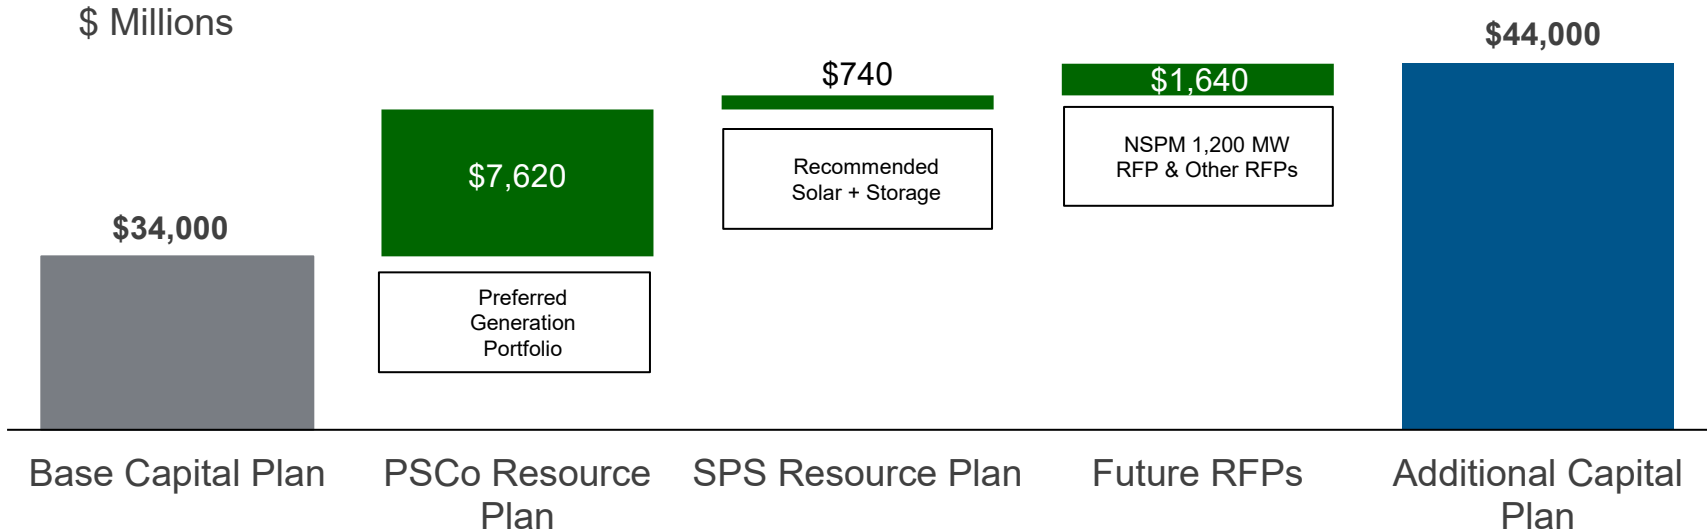 $ Millions
$34,000
$7,620
Preferred
Generation
Portfolio
$740
Recommended
Solar + Storage
$1,640
NSPM 1,200 MW
RFP & Other RFPs
$44,000
Base Capital Plan
PSCo Resource
Plan
SPS Resource Plan
Future RFPs
Additional Capital
Plan